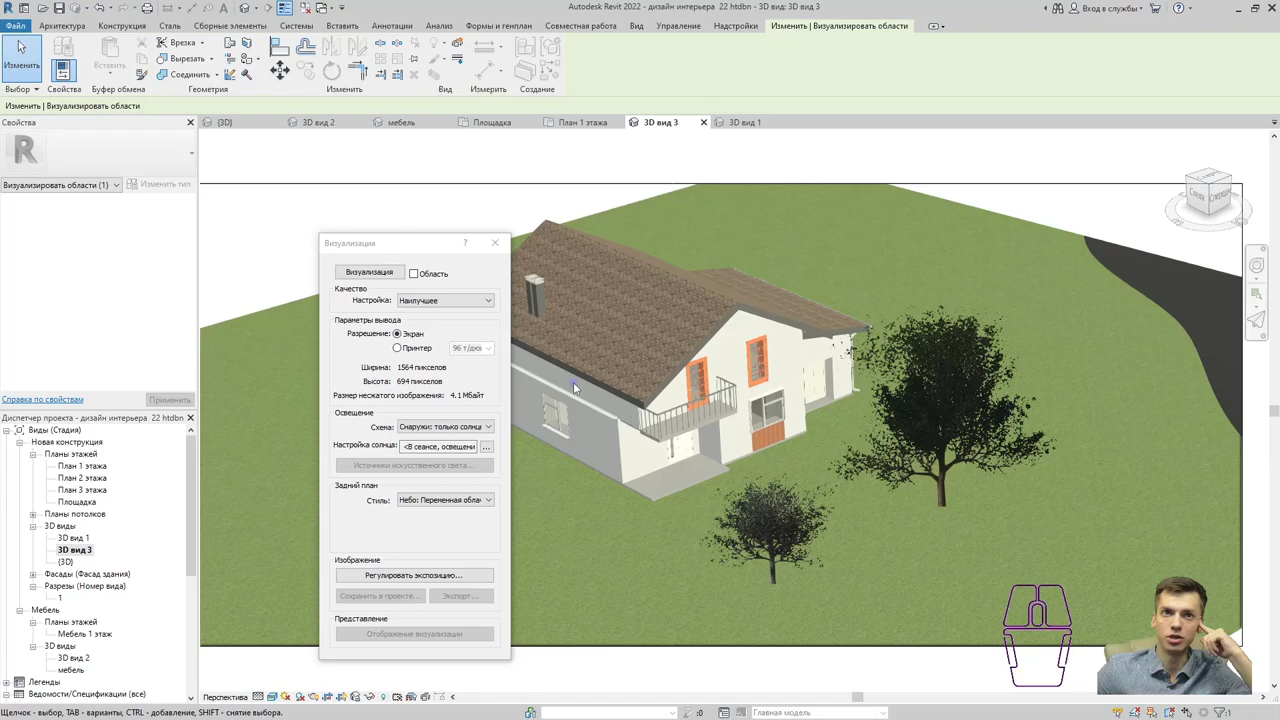 Autodesk Revit 2022 - дизайн интерьера 22 htdbn - 3D вид: 3D вид 3
Вход в службы
Файл Архитектура Конструкция Сталь Сборные элементы Системы Вставить Аннотации Анализ Формы и генплан Совместная работа Вид Управление Надстройки Изменить | Визуализировать области
Врезка
Вырезать
Изменить Вставить Соединить
Выбор Свойства Буфер обмена Геометрия Изменить Вид Измерить Создание
Изменить | Визуализировать области
Свойства
{3D} 3D вид 2 мебель Площадка План 1 этажа 3D вид 3 3D вид 1
R
Визуализировать области (1) Изменить тип
Справка по свойствам Применить
Диспетчер проекта - дизайн интерьера 22 htdbn
Виды (Стадия)
Новая конструкция
Планы этажей
План 1 этажа
План 2 этажа
План 3 этажа
Площадка
Планы потолков
3D виды
3D вид 1
3D вид 3
{3D}
Фасады (Фасад здания)
Разрезы (Номер вида)
1
Мебель
Планы этажей
Мебель 1 этаж
3D виды
3D вид 2
мебель
Легенды
Ведомости/Спецификации (все)
Визуализация
?
Визуализация Область
Качество
Настройка: Наилучшее
Параметры вывода
Разрешение: Экран
Принтер 96 т/дюй
Ширина: 1564 пикселов
Высота: 694 пикселов
Размер несжатого изображения: 4.1 Мбайт
Освещение
Схема: Снаружи: только солнц
Настройка солнца: <В сеансе, освещени ...
Источники искусственного света...
Задний план
Стиль: Небо: Переменная обла
Изображение
Регулировать экспозицию...
Сохранить в проекте... Экспорт...
Представление
Отображение визуализации
Слева Спереди
Перспектива
Щелчок - выбор, TAB - варианты, CTRL - добавление, SHIFT - снятие выбора.
:0
Главная модель
:1